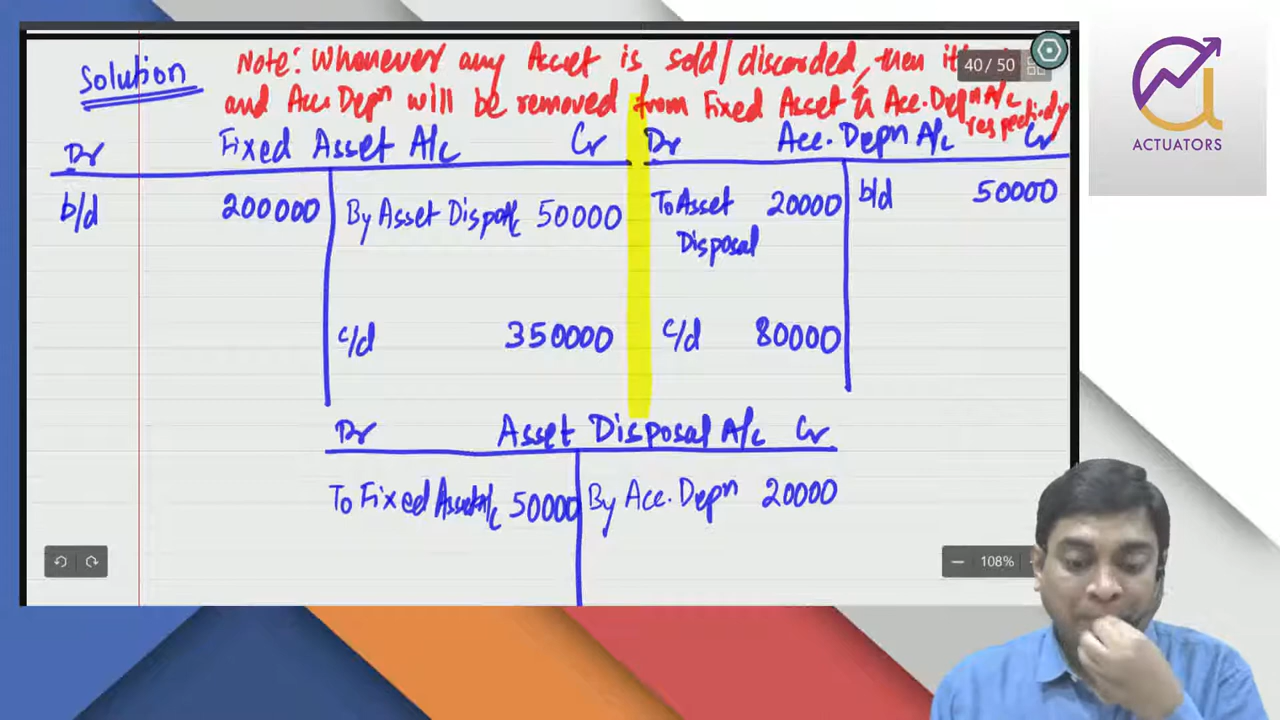 Solution
Note: Whenever any Asset is sold/discarded, then it
and Acc. Depn will be removed from Fixed Asset & Acc. Depn A/c
respectively
40 / 50
ACTUATORS
Dr Fixed Asset A/c Cr
b/d 200000 By Asset Disposal A/c 50000
c/d 350000
Dr Acc. Depn A/c Cr
To Asset 20000 b/d 50000
Disposal
c/d 80000
Dr Asset Disposal A/c Cr
To Fixed Asset A/c 50000 By Acc. Depn 20000
108%